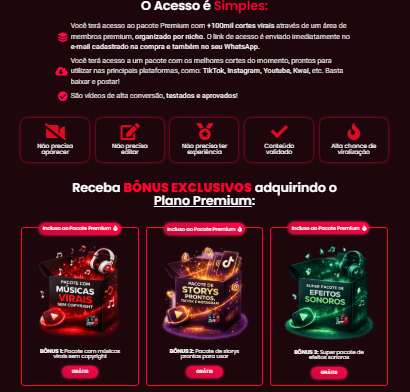 O Acesso é Simples:
Você terá acesso ao pacote Premium com +100mil cortes virais através de um área de
membros premium, organizado por nicho. O link de acesso é enviado imediatamente no
e-mail cadastrado na compra e também no seu WhatsApp.
Você terá acesso a um pacote com os melhores cortes do momento, prontos para
utilizar nas principais plataformas, como: TikTok, Instagram, Youtube, Kwai, etc. Basta
baixar e postar!
São vídeos de alta conversão, testados e aprovados!
Não precisa
aparecer
Não precisa
editar
Não precisa ter
experiência
Conteúdo
validado
Alta chance de
viralização
Receba BÔNUS EXCLUSIVOS adquirindo o
Plano Premium:
Incluso ao Pacote Premium
PACOTE COM
MÚSICAS
VIRAIS
SEM COPYRIGHT
BÔNUS 1: Pacote com músicas
virais sem copyright
GRÁTIS
Incluso ao Pacote Premium
PACOTE DE
STORYS
PRONTOS,
TIKTOK E INSTAGRAM
BÔNUS 2: Pacote de storys
prontos para usar
GRÁTIS
Incluso ao Pacote Premium
SUPER PACOTE DE
EFEITOS
SONOROS
BÔNUS 3: Super pacote de
efeitos sonoros
GRÁTIS